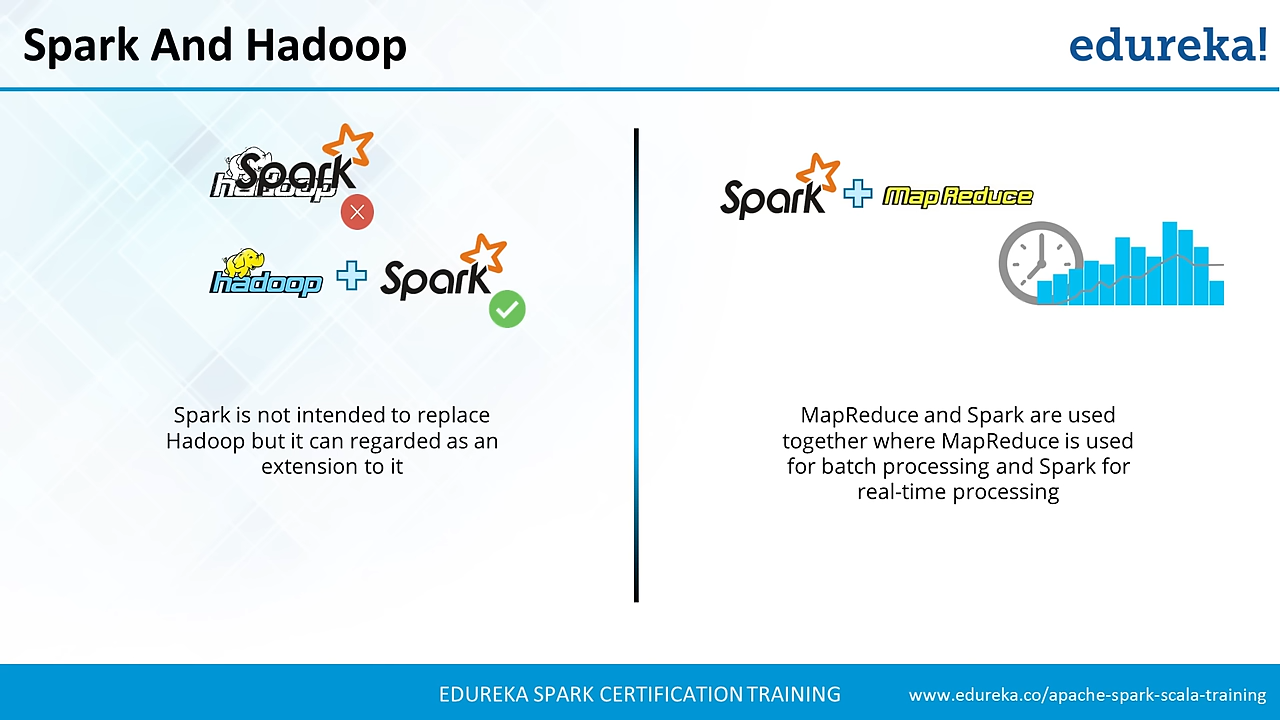 Spark And Hadoop
edureka!
Spark
hadoop
hadoop
Spark
Spark
Map Reduce
Spark is not intended to replace
Hadoop but it can regarded as an
extension to it
MapReduce and Spark are used
together where MapReduce is used
for batch processing and Spark for
real-time processing
EDUREKA SPARK CERTIFICATION TRAINING
www.edureka.co/apache-spark-scala-training